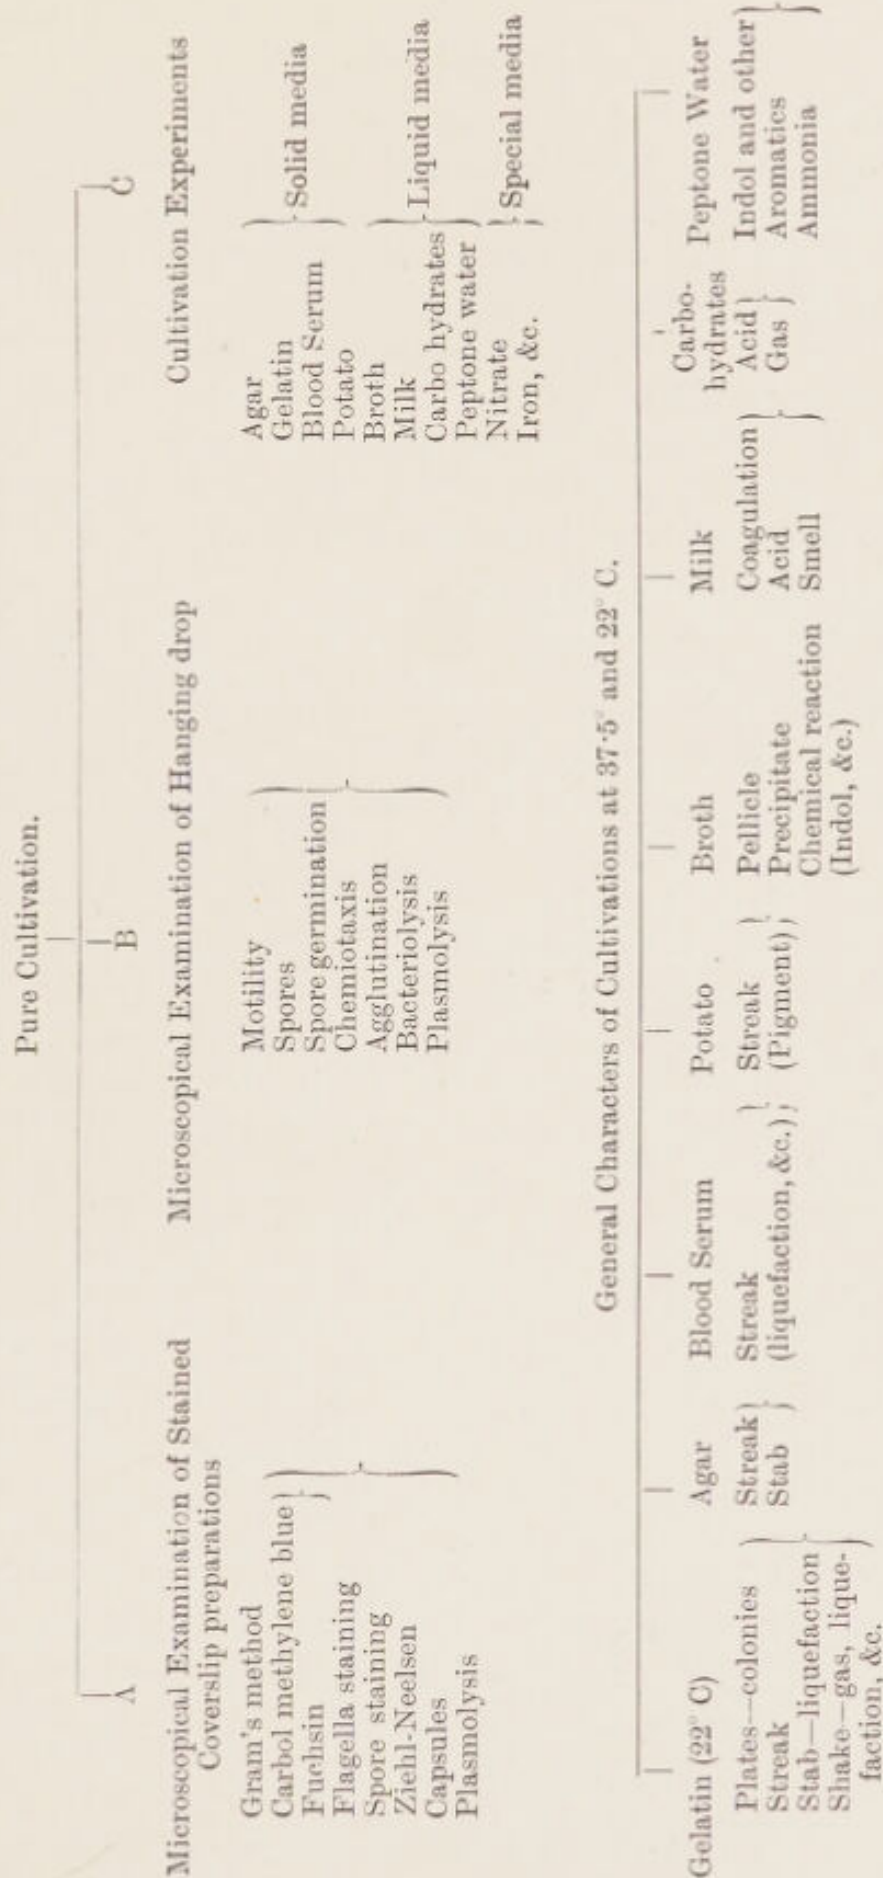 Pure Cultivation.
A
B
C
Microscopical Examination of Stained
Coverslip preparations
Gram's method
Carbol methylene blue
Fuchsin
Flagella staining
Spore staining
Ziehl-Neelsen
Capsules
Plasmolysis
Microscopical Examination of Hanging drop
Motility
Spores
Spore germination
Chemiotaxis
Agglutination
Bacteriolysis
Plasmolysis
Cultivation Experiments
Agar
Gelatin
Blood Serum
Potato
Solid media
Broth
Milk
Carbo hydrates
Peptone water
Liquid media
Nitrate
Iron, &c.
Special media
General Characters of Cultivations at 37·5° and 22° C.
Gelatin (22° C)
Plates—colonies
Streak
Stab—liquefaction
Shake—gas, lique-
faction, &c.
Agar
Streak
Stab
Blood Serum
Streak
(liquefaction, &c.)
Potato
Streak
(Pigment)
Broth
Pellicle
Precipitate
Chemical reaction
(Indol, &c.)
Milk
Coagulation
Acid
Smell
Carbo-
hydrates
Acid
Gas
Peptone Water
Indol and other
Aromatics
Ammonia